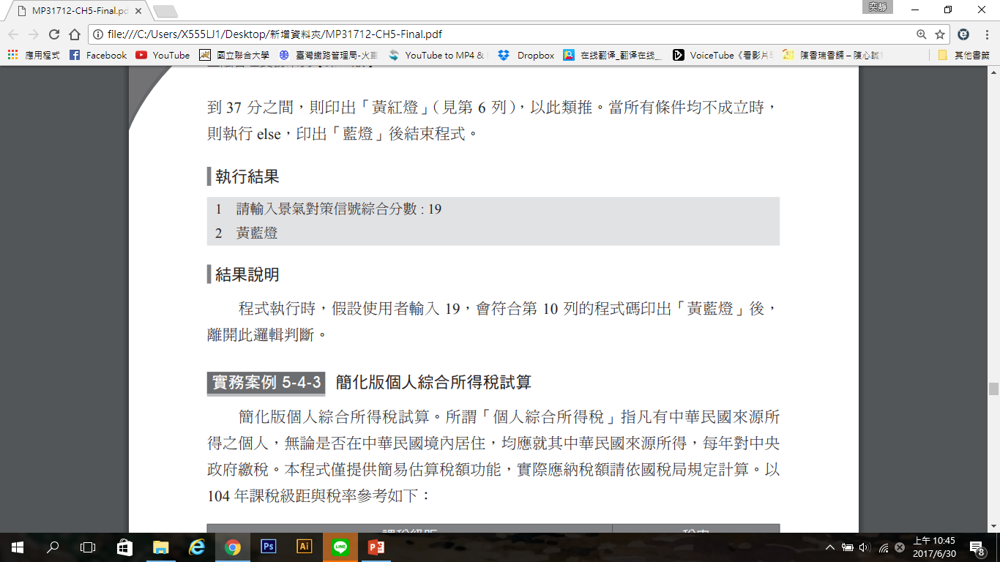 MP31712-CH5-Final.pd
奕靜
file:///C:/Users/X555LJ1/Desktop/新增資料夾/MP31712-CH5-Final.pdf
應用程式 Facebook YouTube 國立聯合大學 臺灣鐵路管理局-火車 YouTube to MP4 & Dropbox 在线翻译_翻译在线_ VoiceTube《看影片 陳香瑞香舖 – 陳心誠 其他書籤
到 37 分之間，則印出「黃紅燈」（見第 6 列），以此類推。當所有條件均不成立時，
則執行 else，印出「藍燈」後結束程式。
執行結果
1 請輸入景氣對策信號綜合分數 : 19
2 黃藍燈
結果說明
程式執行時，假設使用者輸入 19，會符合第 10 列的程式碼印出「黃藍燈」後，
離開此邏輯判斷。
實務案例 5-4-3 簡化版個人綜合所得稅試算
簡化版個人綜合所得稅試算。所謂「個人綜合所得稅」指凡有中華民國來源所
得之個人，無論是否在中華民國境內居住，均應就其中華民國來源所得，每年對中央
政府繳稅。本程式僅提供簡易估算稅額功能，實際應納稅額請依國稅局規定計算。以
104 年課稅級距與稅率參考如下：
課稅級距 稅率
Ps Ai LINE
上午 10:45
2017/6/30
8